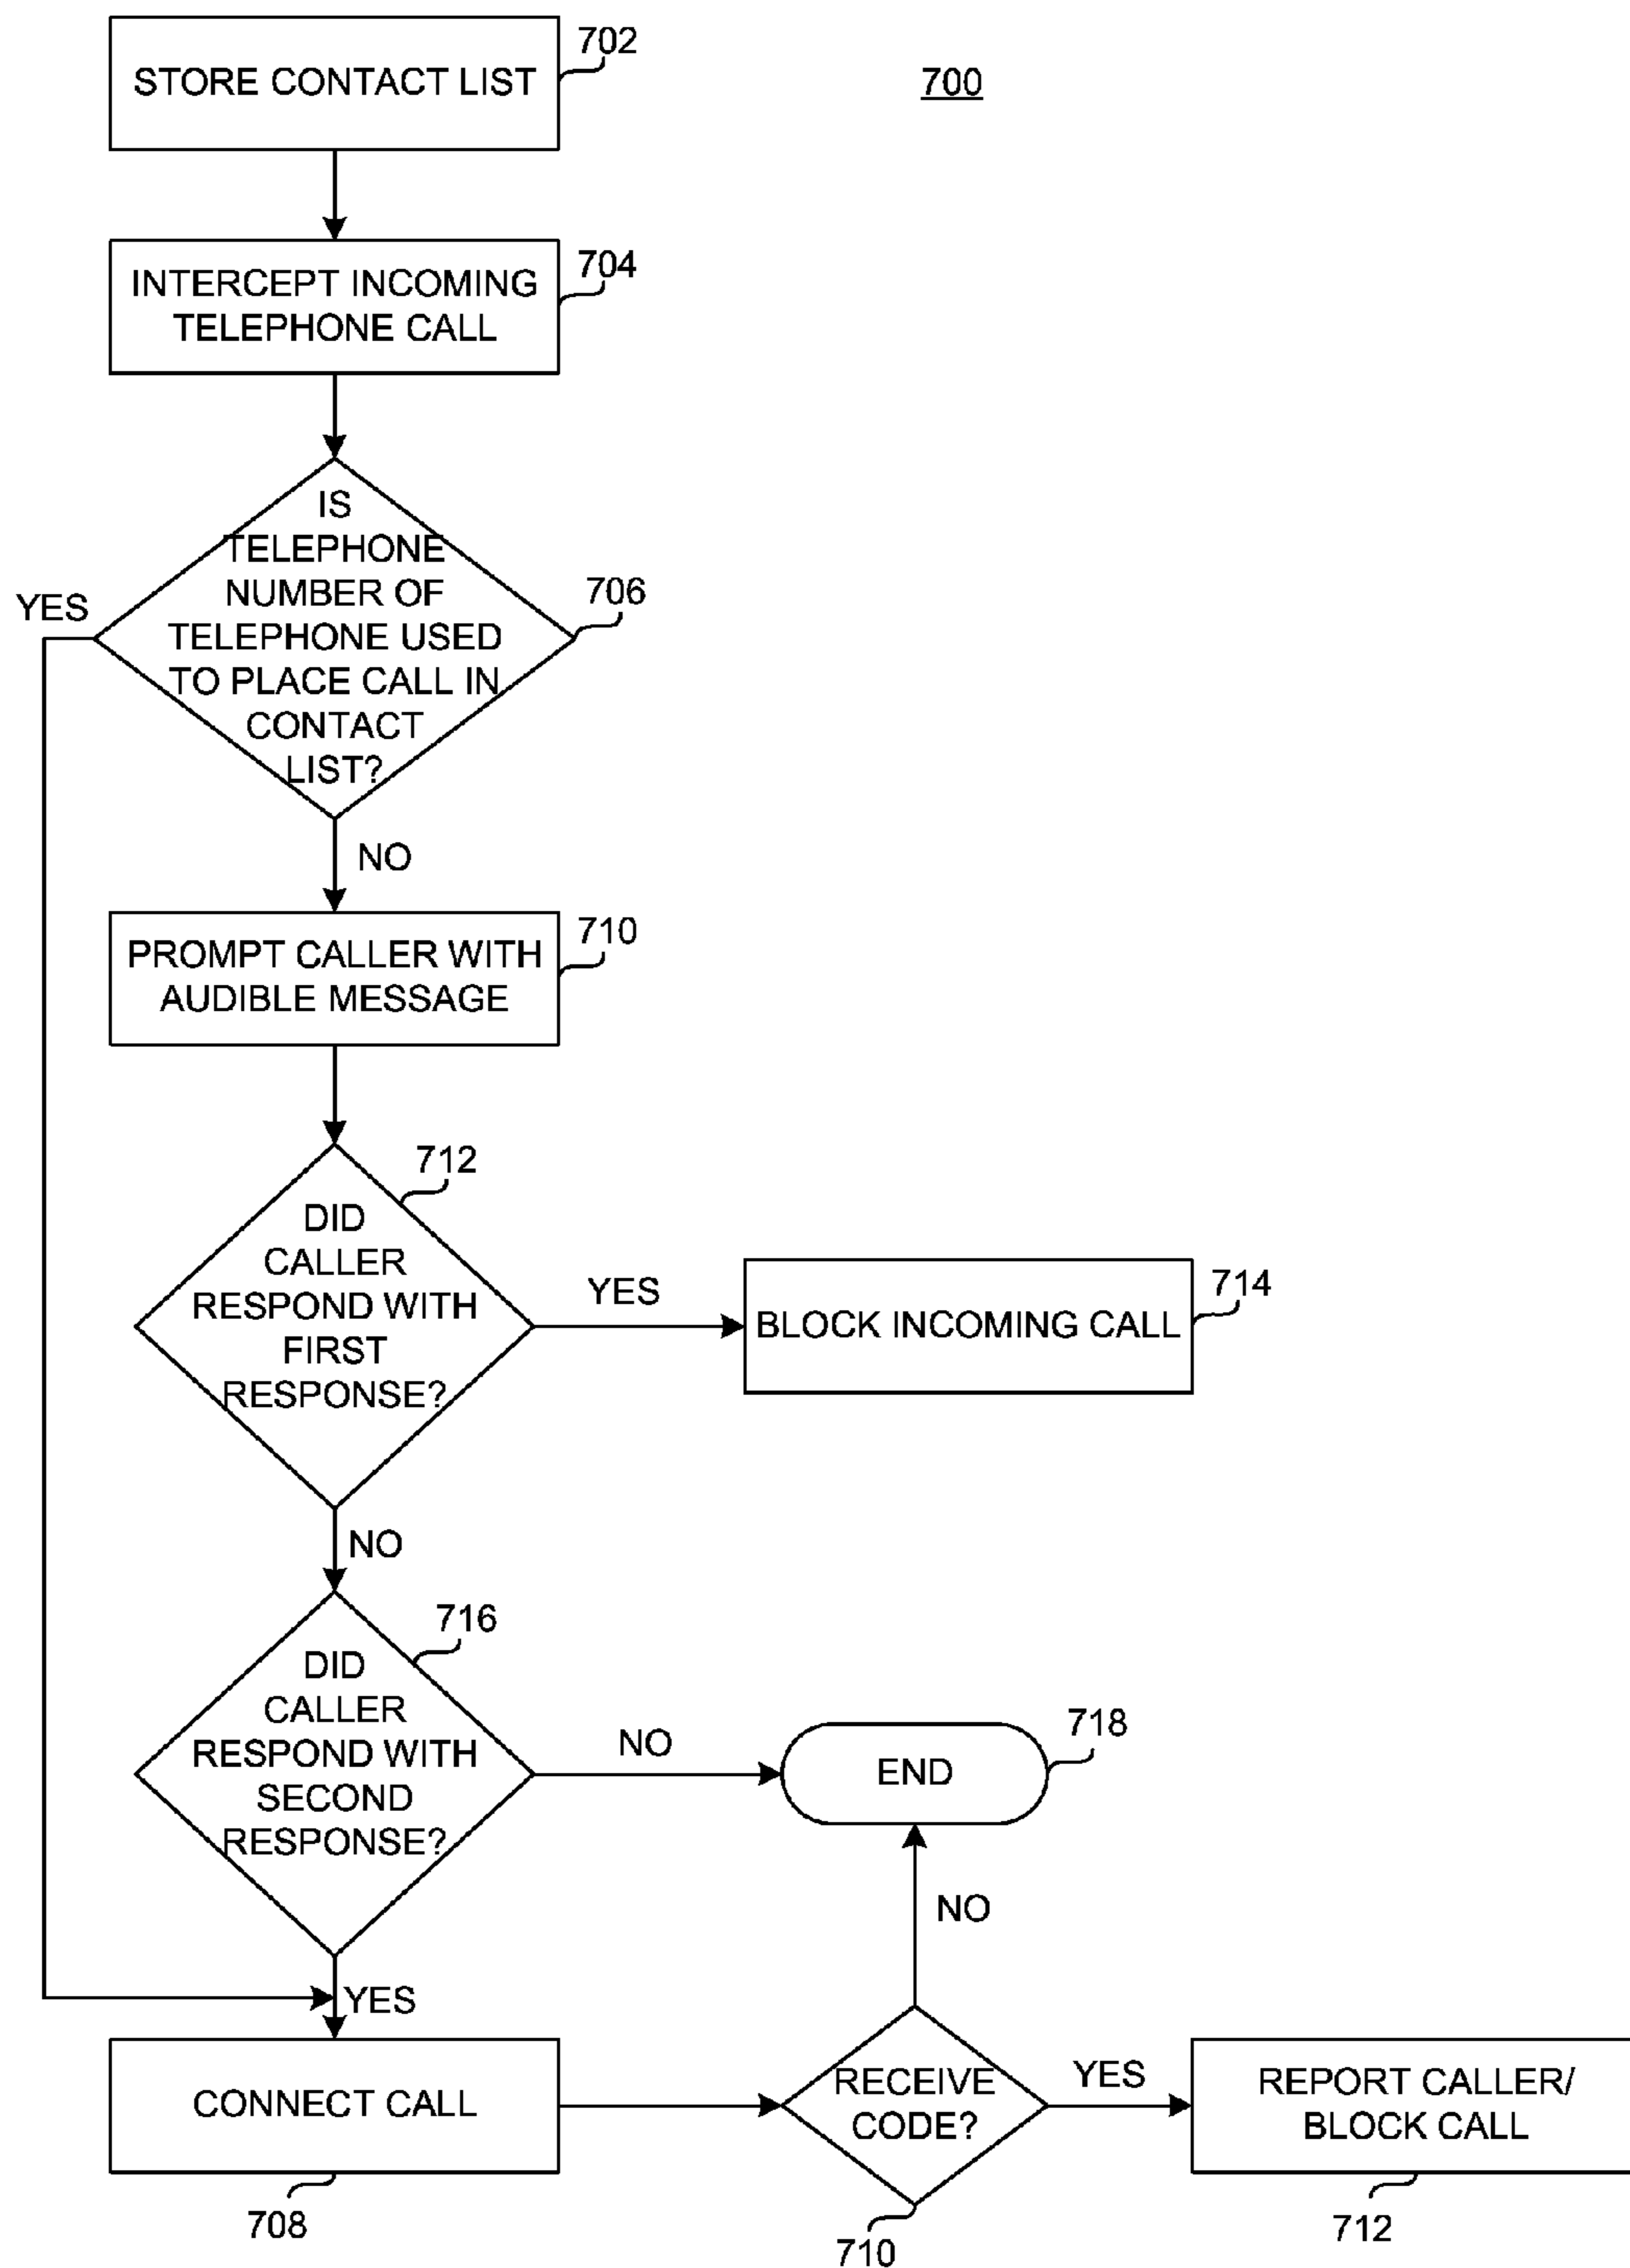 702
STORE CONTACT LIST
700
704
INTERCEPT INCOMING
TELEPHONE CALL
IS
TELEPHONE
NUMBER OF
TELEPHONE USED
TO PLACE CALL IN
CONTACT
LIST?
706
YES
NO
710
PROMPT CALLER WITH
AUDIBLE MESSAGE
712
DID
CALLER
RESPOND WITH
FIRST
RESPONSE?
YES
714
BLOCK INCOMING CALL
NO
716
DID
CALLER
RESPOND WITH
SECOND
RESPONSE?
NO
718
END
NO
YES
CONNECT CALL
708
RECEIVE
CODE?
710
YES
REPORT CALLER/
BLOCK CALL
712